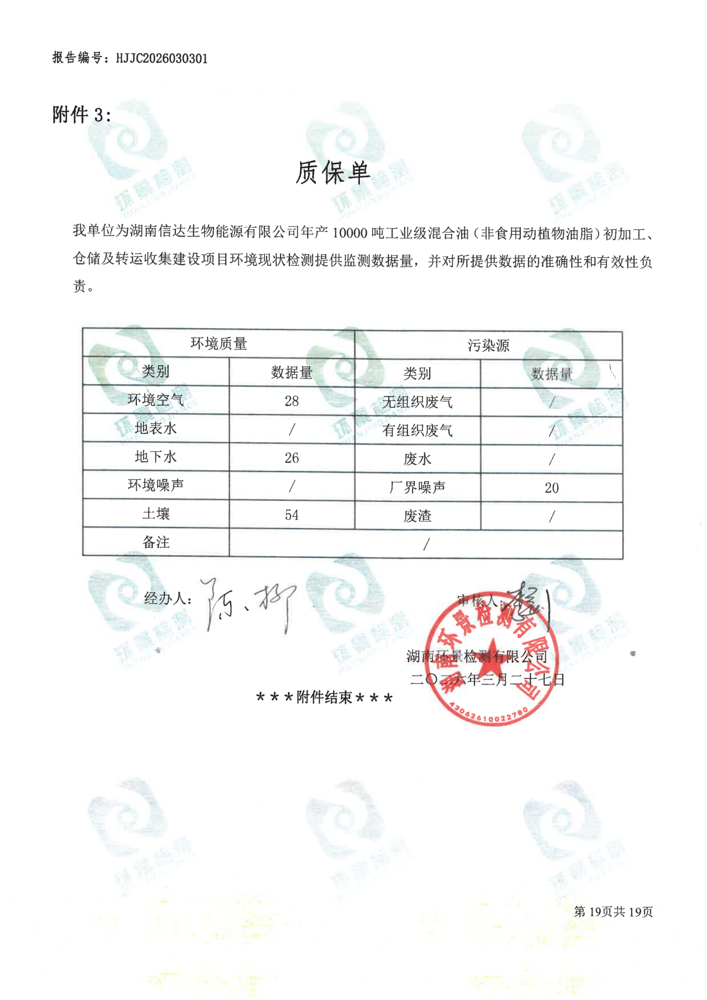 报告编号：HJJC2026030301
附件 3：
质保单
我单位为湖南信达生物能源有限公司年产 10000 吨工业级混合油（非食用动植物油脂）初加工、
仓储及转运收集建设项目环境现状检测提供监测数据量，并对所提供数据的准确性和有效性负
责。
环境质量 污染源
类别 数据量 类别 数据量
环境空气 28 无组织废气 /
地表水 / 有组织废气 /
地下水 26 废水 /
环境噪声 / 厂界噪声 20
土壤 54 废渣 /
备注 /
经办人： 陈柳 审核人：
湖南环景检测有限公司
二〇二六年三月二十七日
***附件结束***
湖南环景检测有限公司
43062610022780
第 19页共 19页
环景检测